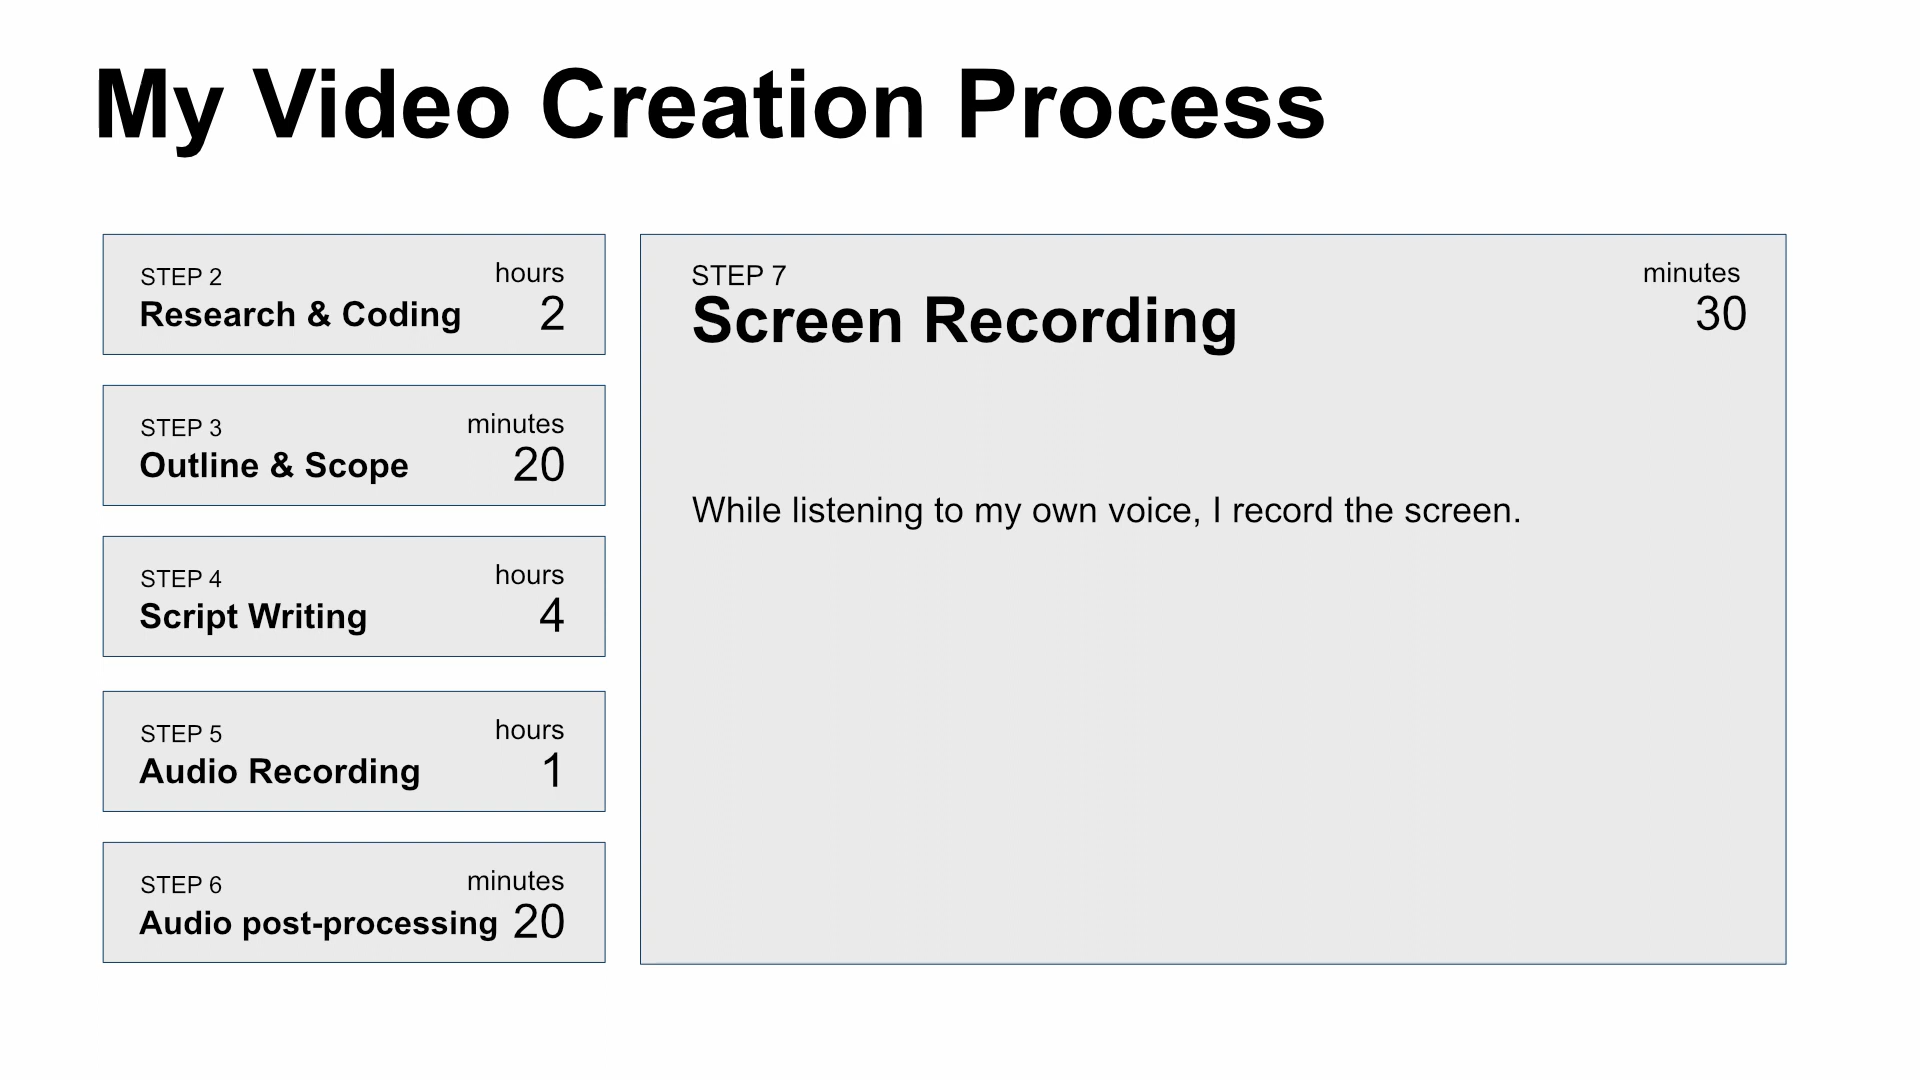 My Video Creation Process
STEP 2
hours
Research & Coding
2
STEP 3
minutes
Outline & Scope
20
STEP 4
hours
Script Writing
4
STEP 5
hours
Audio Recording
1
STEP 6
minutes
Audio post-processing
20
STEP 7
minutes
Screen Recording
30
While listening to my own voice, I record the screen.